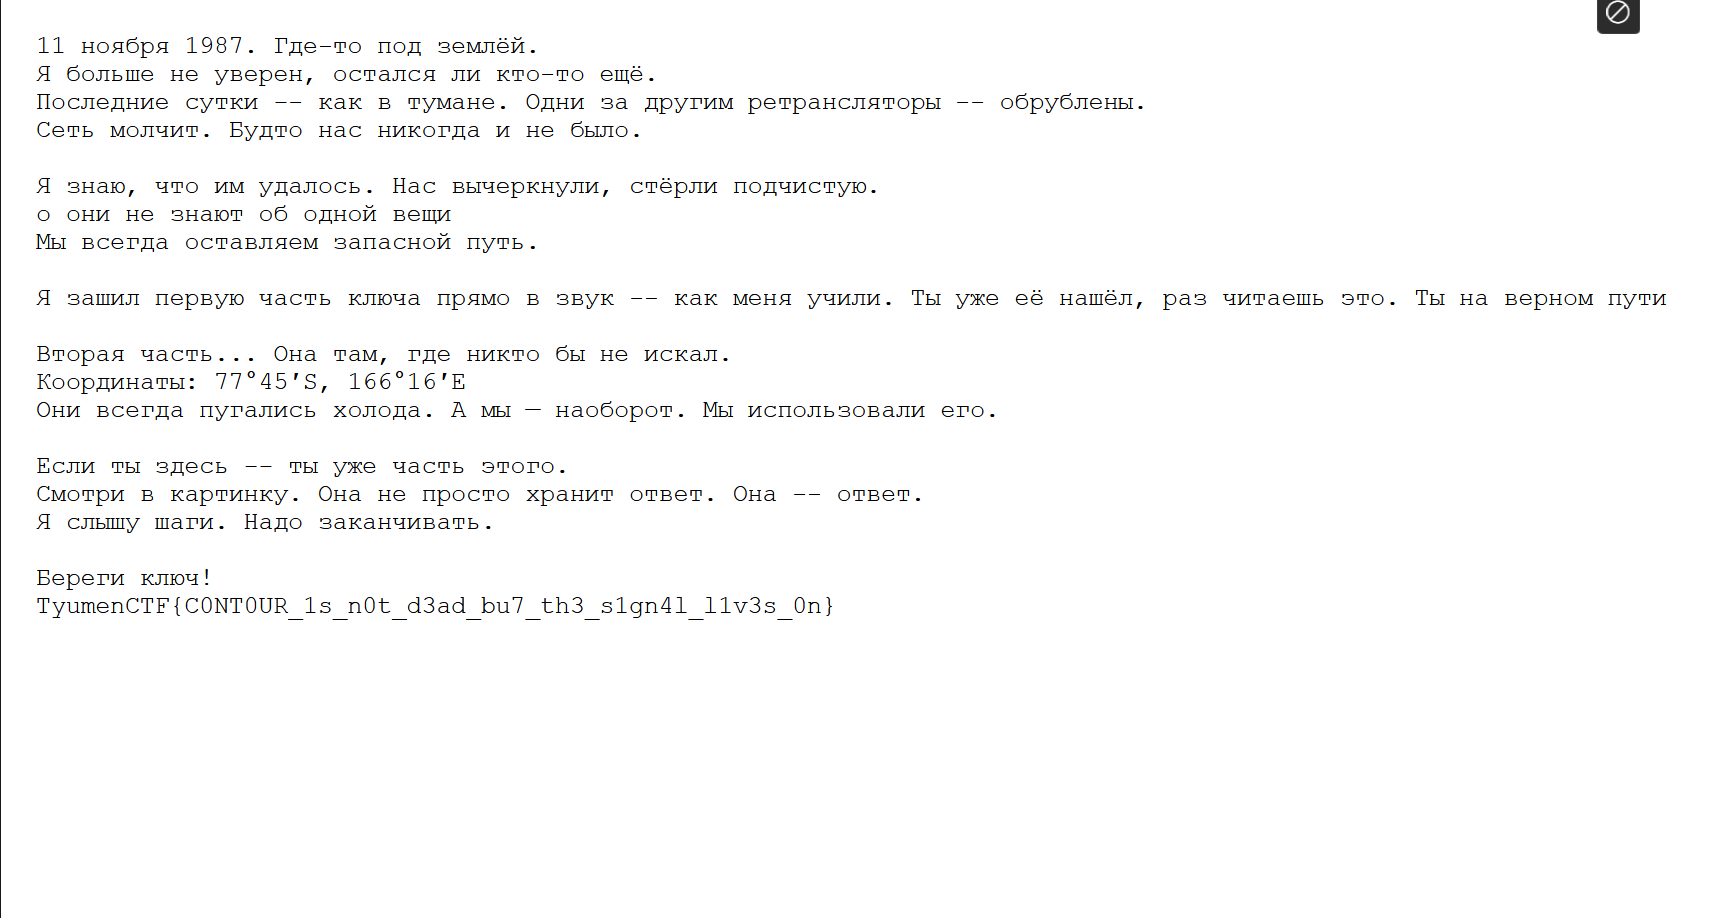 11 ноября 1987. Где-то под землёй.
Я больше не уверен, остался ли кто-то ещё.
Последние сутки -- как в тумане. Одни за другим ретрансляторы -- обрублены.
Сеть молчит. Будто нас никогда и не было.
Я знаю, что им удалось. Нас вычеркнули, стёрли подчистую.
о они не знают об одной вещи
Мы всегда оставляем запасной путь.
Я зашил первую часть ключа прямо в звук -- как меня учили. Ты уже её нашёл, раз читаешь это. Ты на верном пути
Вторая часть... Она там, где никто бы не искал.
Координаты: 77°45′S, 166°16′E
Они всегда пугались холода. А мы — наоборот. Мы использовали его.
Если ты здесь -- ты уже часть этого.
Смотри в картинку. Она не просто хранит ответ. Она -- ответ.
Я слышу шаги. Надо заканчивать.
Береги ключ!
TyumenCTF{C0NT0UR_1s_n0t_d3ad_bu7_th3_s1gn4l_l1v3s_0n}